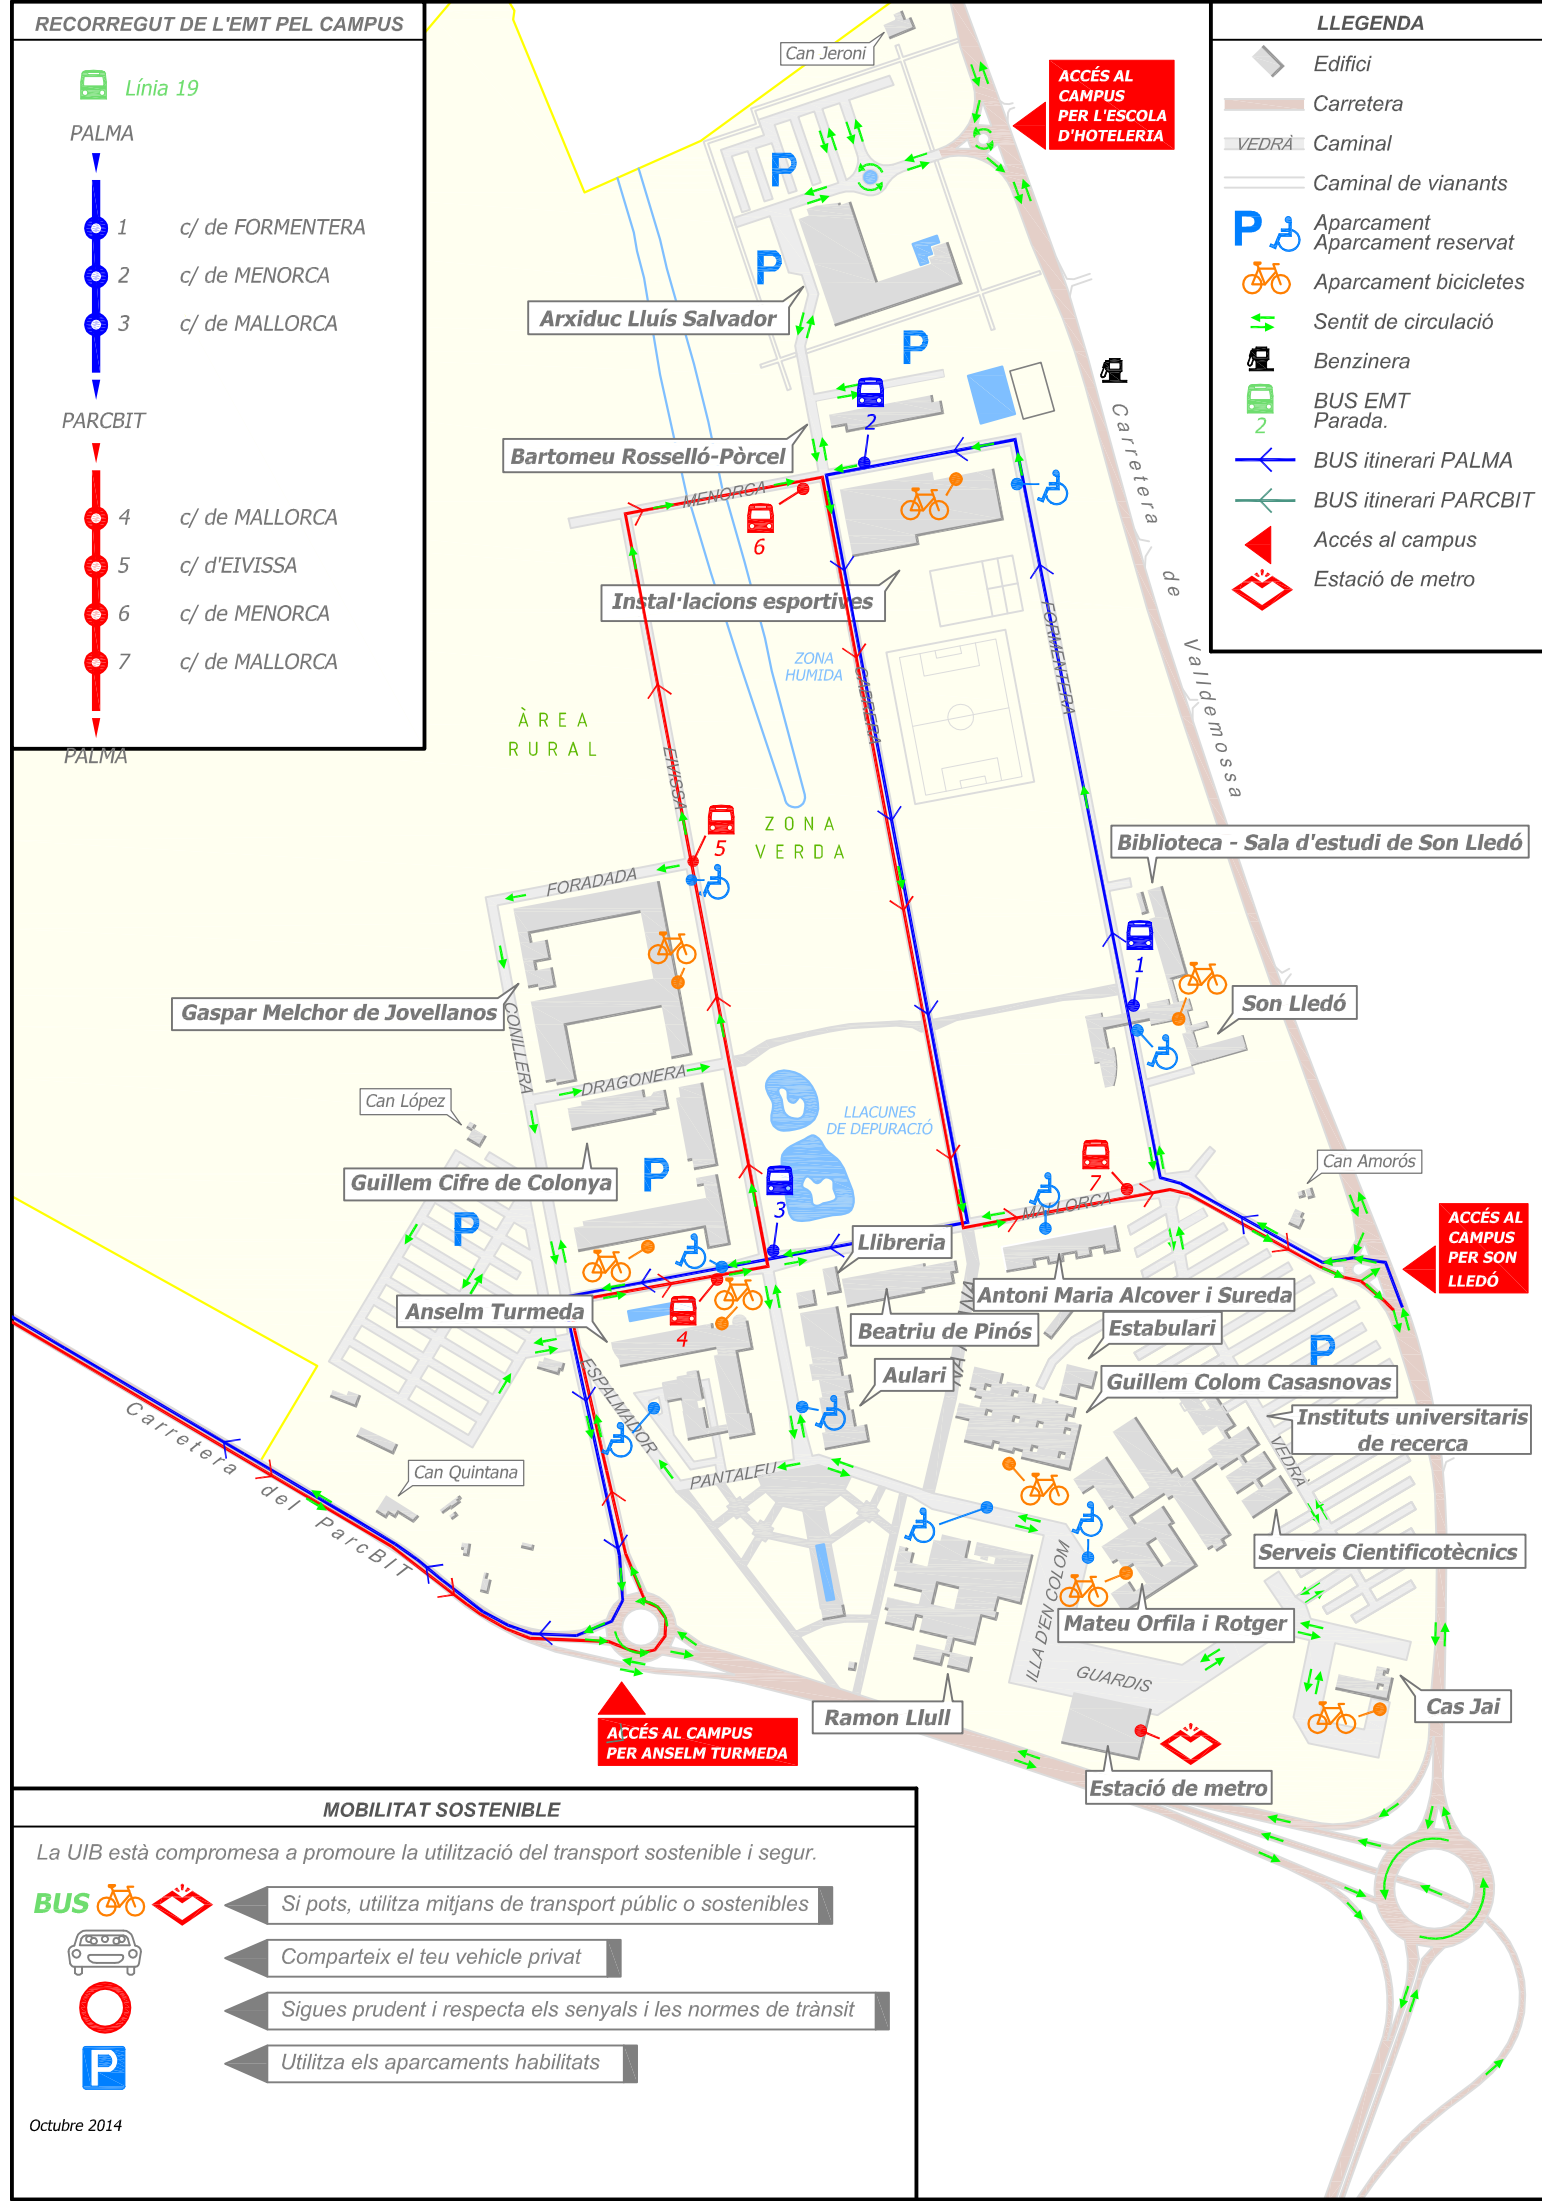 RECORREGUT DE L'EMT PEL CAMPUS
Línia 19
PALMA
1 c/ de FORMENTERA
2 c/ de MENORCA
3 c/ de MALLORCA
PARCBIT
4 c/ de MALLORCA
5 c/ d'EIVISSA
6 c/ de MENORCA
7 c/ de MALLORCA
PALMA
LLEGENDA
Edifici
Carretera
VEDRÀ Caminal
Caminal de vianants
P Aparcament
Aparcament reservat
Aparcament bicicletes
Sentit de circulació
Benzinera
BUS EMT
2 Parada.
BUS itinerari PALMA
BUS itinerari PARCBIT
Accés al campus
Estació de metro
Can Jeroni
ACCÉS AL
CAMPUS
PER L'ESCOLA
D'HOTELERIA
P
P
Arxiduc Lluís Salvador
P
2
Carretera de Valldemossa
Bartomeu Rosselló-Pòrcel
MENORCA
6
Instal·lacions esportives
FORMENTERA
ZONA
HUMIDA
CABRERA
ÀREA
RURAL
EIVISSA
ZONA
VERDA
5
Biblioteca - Sala d'estudi de Son Lledó
FORADADA
1
Gaspar Melchor de Jovellanos
Son Lledó
CONILLERA
DRAGONERA
Can López
LLACUNES
DE DEPURACIÓ
Guillem Cifre de Colonya
P
3
7
Can Amorós
MALLORCA
P
ACCÉS AL
CAMPUS
PER SON
LLEDÓ
Llibreria
Anselm Turmeda
4
Antoni Maria Alcover i Sureda
Beatriu de Pinós
Estabulari
P
Aulari
Guillem Colom Casasnovas
ESPALMADOR
Instituts universitaris
de recerca
VEDRÀ
PANTALEU
Can Quintana
Carretera del ParcBIT
Serveis Cientificotècnics
ILLA D'EN COLOM
Mateu Orfila i Rotger
GUARDIS
Ramon Llull
Cas Jai
ACCÉS AL CAMPUS
PER ANSELM TURMEDA
Estació de metro
MOBILITAT SOSTENIBLE
La UIB està compromesa a promoure la utilització del transport sostenible i segur.
BUS Si pots, utilitza mitjans de transport públic o sostenibles
Comparteix el teu vehicle privat
Sigues prudent i respecta els senyals i les normes de trànsit
P Utilitza els aparcaments habilitats
Octubre 2014